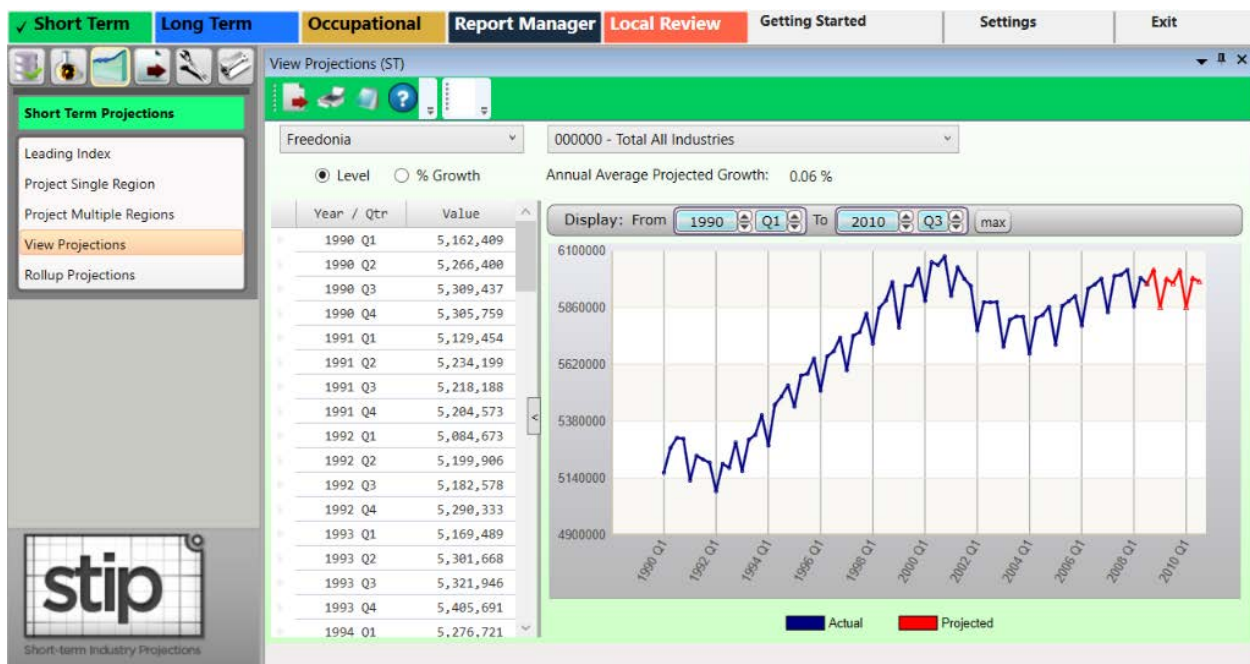 ✓ Short Term Long Term Occupational Report Manager Local Review Getting Started Settings Exit
View Projections (ST)
Short Term Projections
Leading Index
Project Single Region
Project Multiple Regions
View Projections
Rollup Projections
stip
Short-term Industry Projections
?
Freedonia 000000 - Total All Industries
Level % Growth Annual Average Projected Growth: 0.06 %
Year / Qtr Value
1990 Q1 5,162,409
1990 Q2 5,266,400
1990 Q3 5,309,437
1990 Q4 5,305,759
1991 Q1 5,129,454
1991 Q2 5,234,199
1991 Q3 5,218,188
1991 Q4 5,204,573
1992 Q1 5,084,673
1992 Q2 5,199,906
1992 Q3 5,182,578
1992 Q4 5,290,333
1993 Q1 5,169,489
1993 Q2 5,301,668
1993 Q3 5,321,946
1993 Q4 5,405,691
1994 Q1 5,276,721
<
Display: From 1990 Q1 To 2010 Q3 max
6100000
5860000
5620000
5380000
5140000
4900000
1990 Q1 1992 Q1 1994 Q1 1996 Q1 1998 Q1 2000 Q1 2002 Q1 2004 Q1 2006 Q1 2008 Q1 2010 Q1
Actual Projected